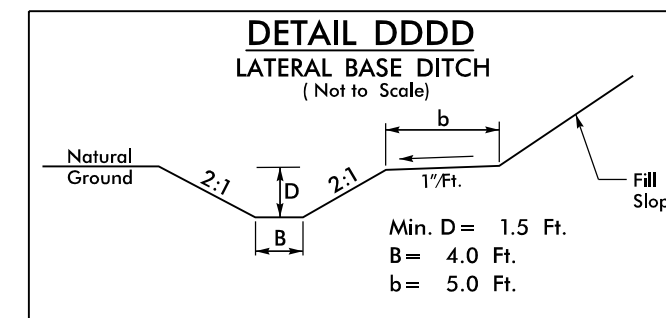 DETAIL DDDD
LATERAL BASE DITCH
( Not to Scale)
b
Natural
Ground
2:1
D
2:1
1"/Ft.
Fill
Slop
B
Min. D = 1.5 Ft.
B = 4.0 Ft.
b = 5.0 Ft.